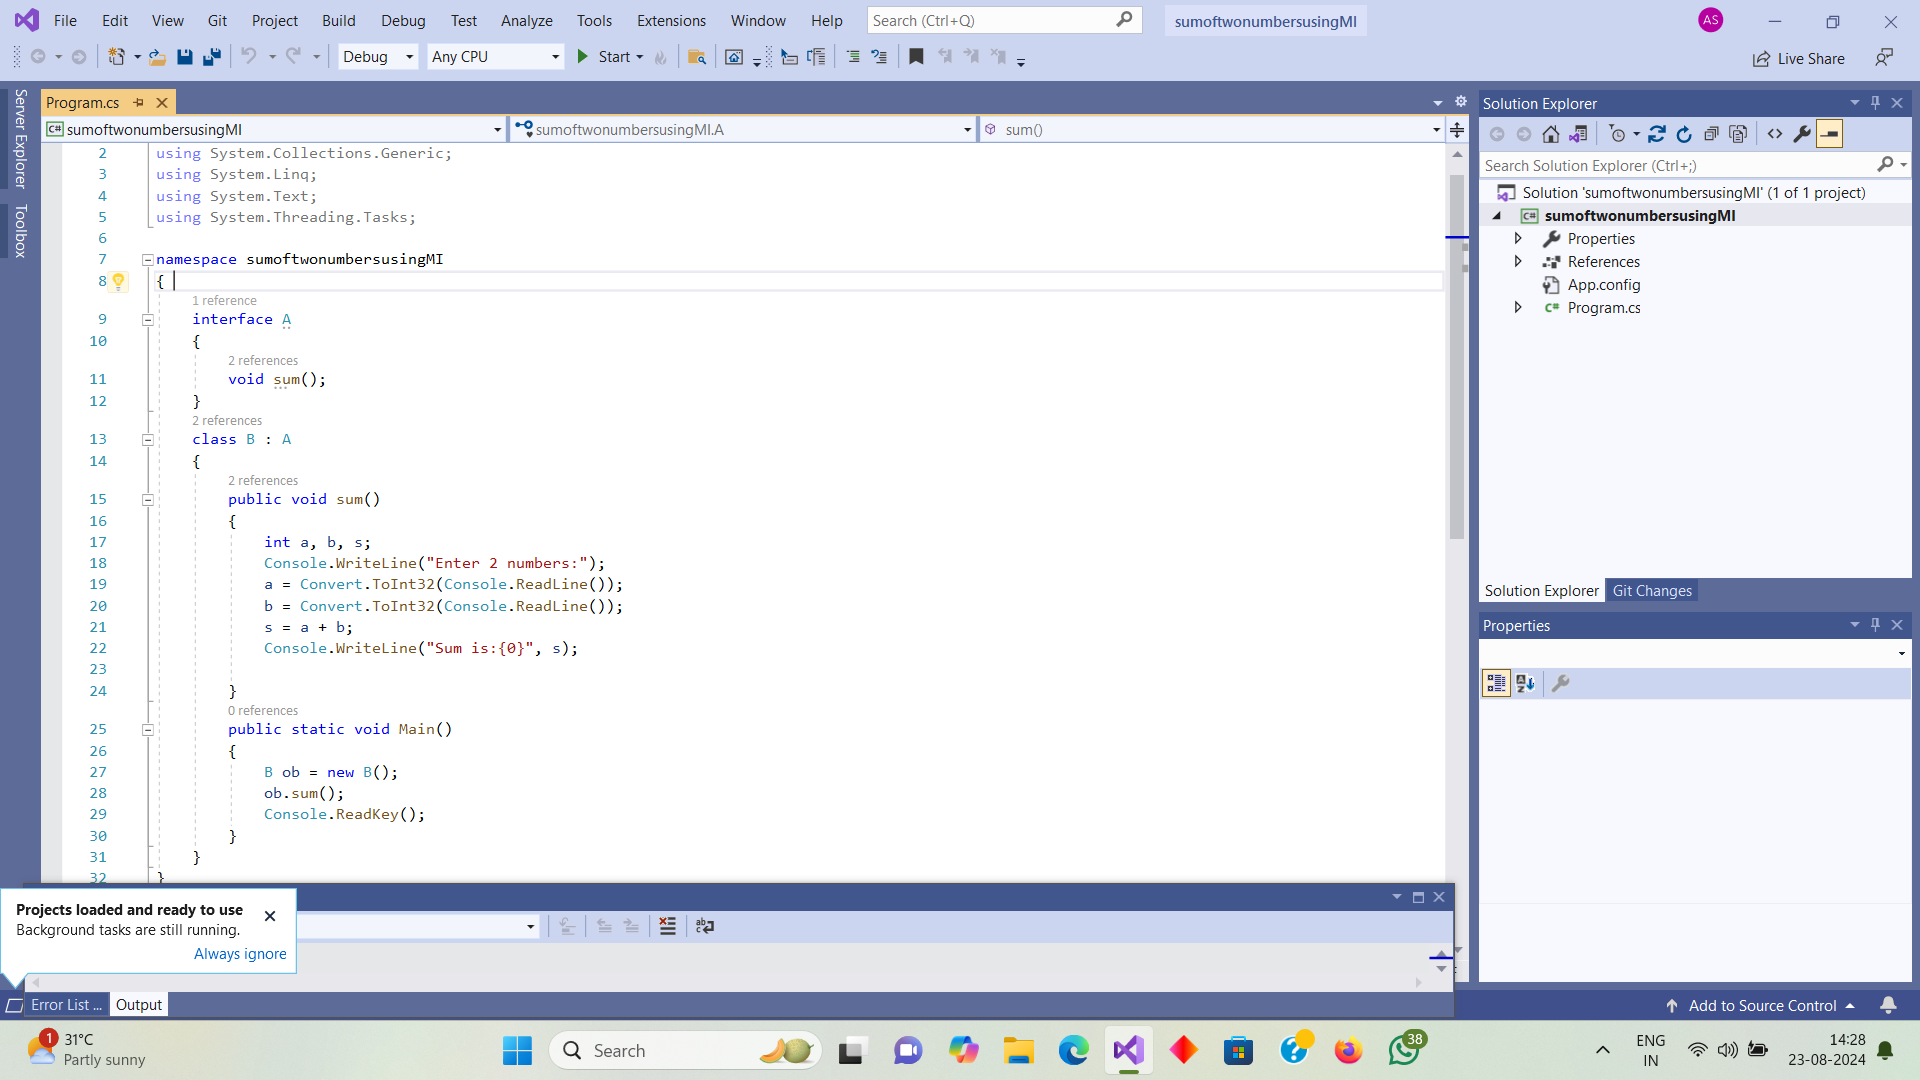 File Edit View Git Project Build Debug Test Analyze Tools Extensions Window Help Search (Ctrl+Q) sumoftwonumbersusingMI AS
Debug Any CPU Start Live Share
Server Explorer
Toolbox
Program.cs
sumoftwonumbersusingMI sumoftwonumbersusingMI.A sum()
2 using System.Collections.Generic;
3 using System.Linq;
4 using System.Text;
5 using System.Threading.Tasks;
6
7 namespace sumoftwonumbersusingMI
8 {
1 reference
9 interface A
10 {
2 references
11 void sum();
12 }
2 references
13 class B : A
14 {
2 references
15 public void sum()
16 {
17 int a, b, s;
18 Console.WriteLine("Enter 2 numbers:");
19 a = Convert.ToInt32(Console.ReadLine());
20 b = Convert.ToInt32(Console.ReadLine());
21 s = a + b;
22 Console.WriteLine("Sum is:{0}", s);
23
24 }
0 references
25 public static void Main()
26 {
27 B ob = new B();
28 ob.sum();
29 Console.ReadKey();
30 }
31 }
32 }
Solution Explorer
Search Solution Explorer (Ctrl+;)
Solution 'sumoftwonumbersusingMI' (1 of 1 project)
C# sumoftwonumbersusingMI
Properties
References
App.config
C# Program.cs
Solution Explorer Git Changes
Properties
Projects loaded and ready to use
Background tasks are still running.
Always ignore
Error List ... Output
Add to Source Control
1 31°C
Partly sunny
Search
38
ENG
IN
14:28
23-08-2024